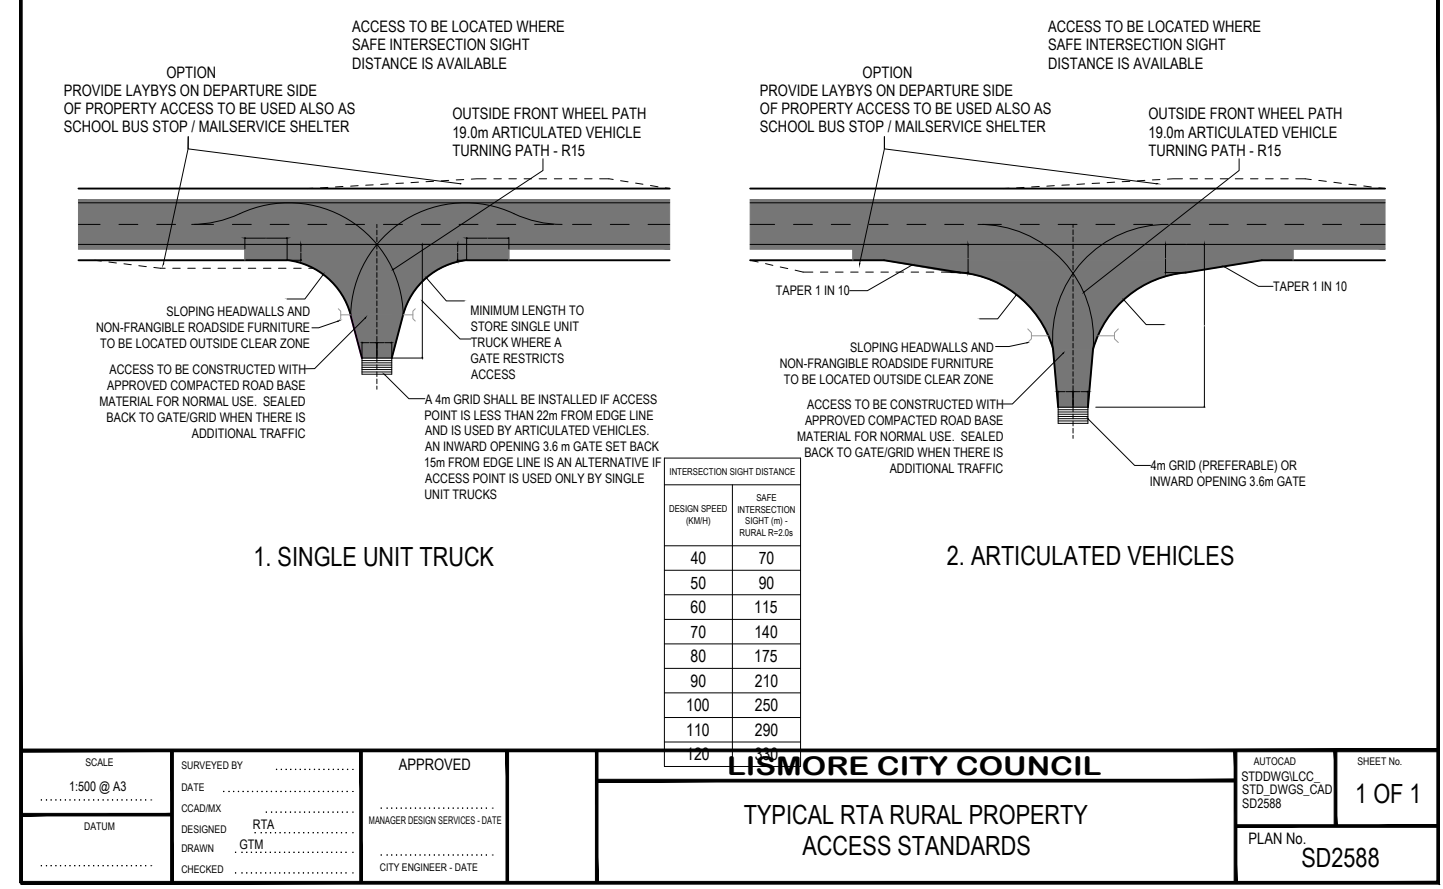 ACCESS TO BE LOCATED WHERE
SAFE INTERSECTION SIGHT
DISTANCE IS AVAILABLE
OPTION
PROVIDE LAYBYS ON DEPARTURE SIDE
OF PROPERTY ACCESS TO BE USED ALSO AS
SCHOOL BUS STOP / MAILSERVICE SHELTER
OUTSIDE FRONT WHEEL PATH
19.0m ARTICULATED VEHICLE
TURNING PATH - R15
SLOPING HEADWALLS AND
NON-FRANGIBLE ROADSIDE FURNITURE
TO BE LOCATED OUTSIDE CLEAR ZONE
ACCESS TO BE CONSTRUCTED WITH
APPROVED COMPACTED ROAD BASE
MATERIAL FOR NORMAL USE. SEALED
BACK TO GATE/GRID WHEN THERE IS
ADDITIONAL TRAFFIC
MINIMUM LENGTH TO
STORE SINGLE UNIT
TRUCK WHERE A
GATE RESTRICTS
ACCESS
A 4m GRID SHALL BE INSTALLED IF ACCESS
POINT IS LESS THAN 22m FROM EDGE LINE
AND IS USED BY ARTICULATED VEHICLES.
AN INWARD OPENING 3.6 m GATE SET BACK
15m FROM EDGE LINE IS AN ALTERNATIVE IF
ACCESS POINT IS USED ONLY BY SINGLE
UNIT TRUCKS
1. SINGLE UNIT TRUCK
ACCESS TO BE LOCATED WHERE
SAFE INTERSECTION SIGHT
DISTANCE IS AVAILABLE
OPTION
PROVIDE LAYBYS ON DEPARTURE SIDE
OF PROPERTY ACCESS TO BE USED ALSO AS
SCHOOL BUS STOP / MAILSERVICE SHELTER
OUTSIDE FRONT WHEEL PATH
19.0m ARTICULATED VEHICLE
TURNING PATH - R15
TAPER 1 IN 10
TAPER 1 IN 10
SLOPING HEADWALLS AND
NON-FRANGIBLE ROADSIDE FURNITURE
TO BE LOCATED OUTSIDE CLEAR ZONE
ACCESS TO BE CONSTRUCTED WITH
APPROVED COMPACTED ROAD BASE
MATERIAL FOR NORMAL USE. SEALED
BACK TO GATE/GRID WHEN THERE IS
ADDITIONAL TRAFFIC
4m GRID (PREFERABLE) OR
INWARD OPENING 3.6m GATE
2. ARTICULATED VEHICLES
INTERSECTION SIGHT DISTANCE
DESIGN SPEED
(KM/H)
SAFE
INTERSECTION
SIGHT (m) -
RURAL R=2.0s
40 70
50 90
60 115
70 140
80 175
90 210
100 250
110 290
120 330
SCALE
1:500 @ A3
DATUM
SURVEYED BY
DATE
CCAD/MX
DESIGNED RTA
DRAWN GTM
CHECKED
APPROVED
MANAGER DESIGN SERVICES - DATE
CITY ENGINEER - DATE
LISMORE CITY COUNCIL
TYPICAL RTA RURAL PROPERTY
ACCESS STANDARDS
AUTOCAD
STDDWG\LCC_
STD_DWGS_CAD
SD2588
SHEET No.
1 OF 1
PLAN No.
SD2588